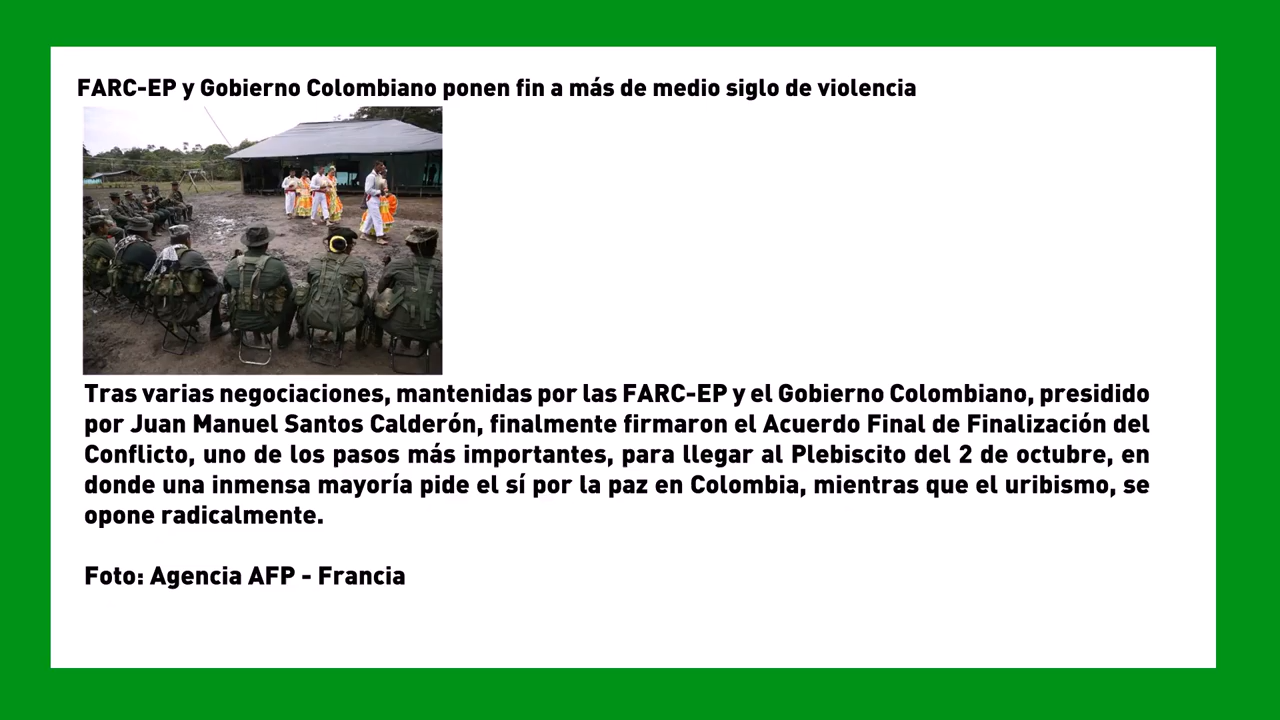 FARC-EP y Gobierno Colombiano ponen fin a más de medio siglo de violencia
Tras varias negociaciones, mantenidas por las FARC-EP y el Gobierno Colombiano, presidido
por Juan Manuel Santos Calderón, finalmente firmaron el Acuerdo Final de Finalización del
Conflicto, uno de los pasos más importantes, para llegar al Plebiscito del 2 de octubre, en
donde una inmensa mayoría pide el sí por la paz en Colombia, mientras que el uribismo, se
opone radicalmente.
Foto: Agencia AFP - Francia